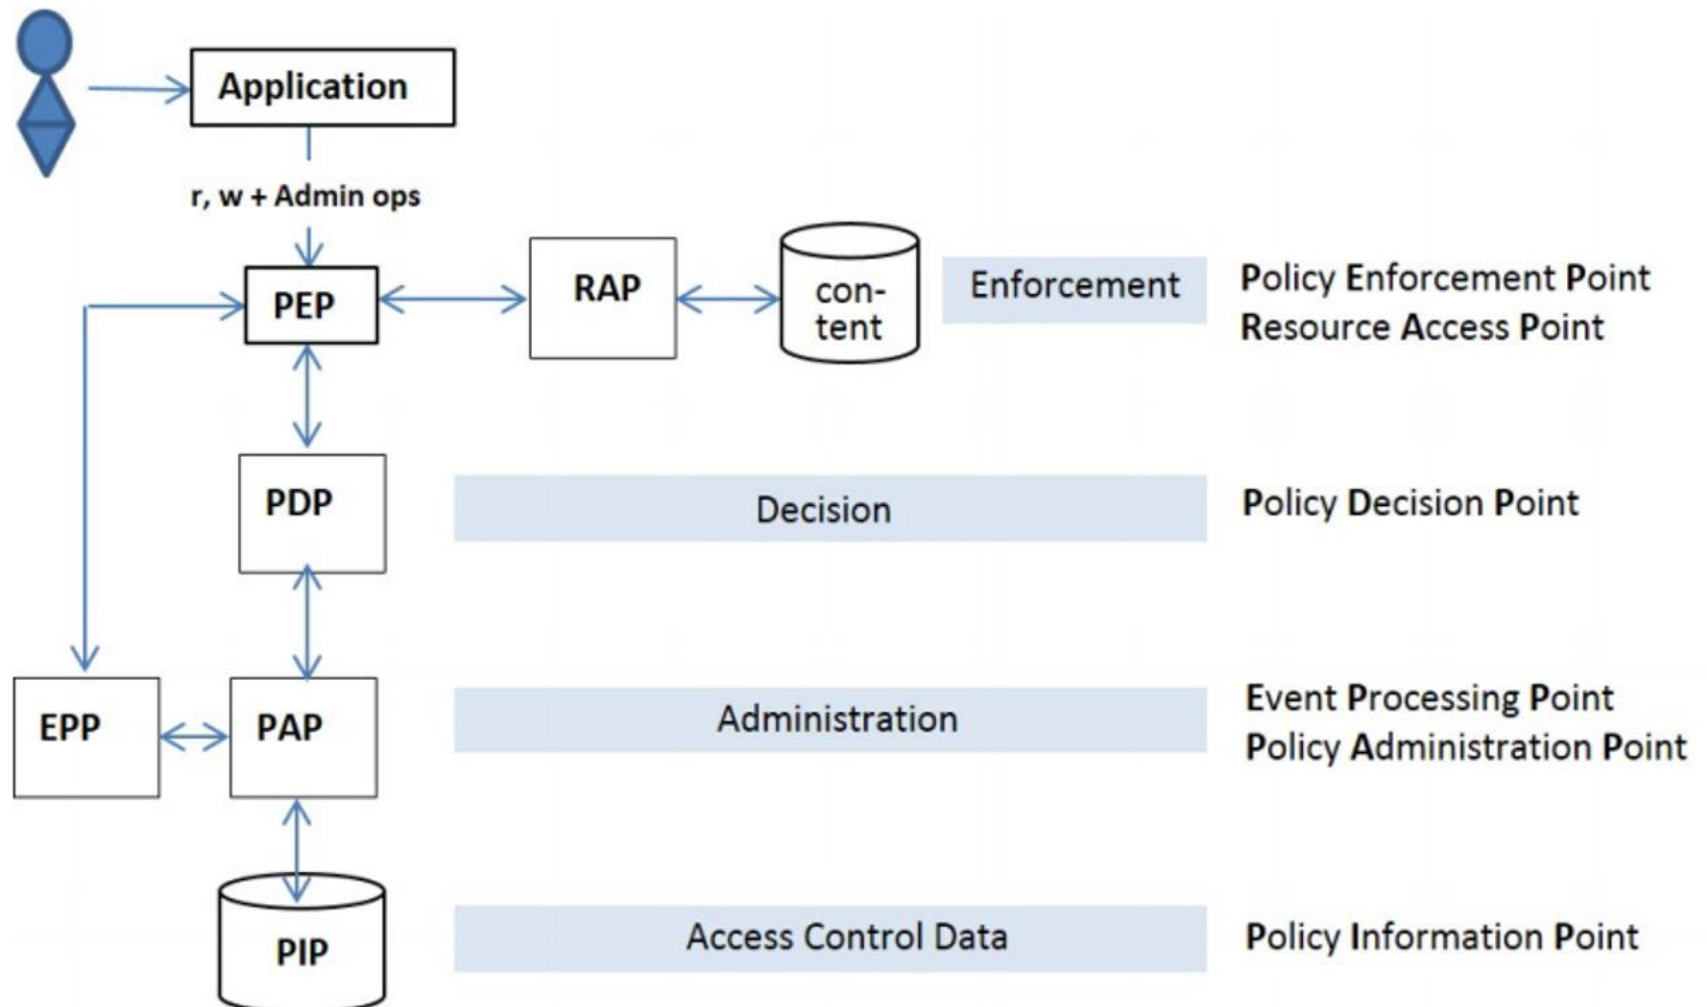 Application
r, w + Admin ops
PEP
RAP
con-
tent
Enforcement
Policy Enforcement Point
Resource Access Point
PDP
Decision
Policy Decision Point
EPP
PAP
Administration
Event Processing Point
Policy Administration Point
PIP
Access Control Data
Policy Information Point